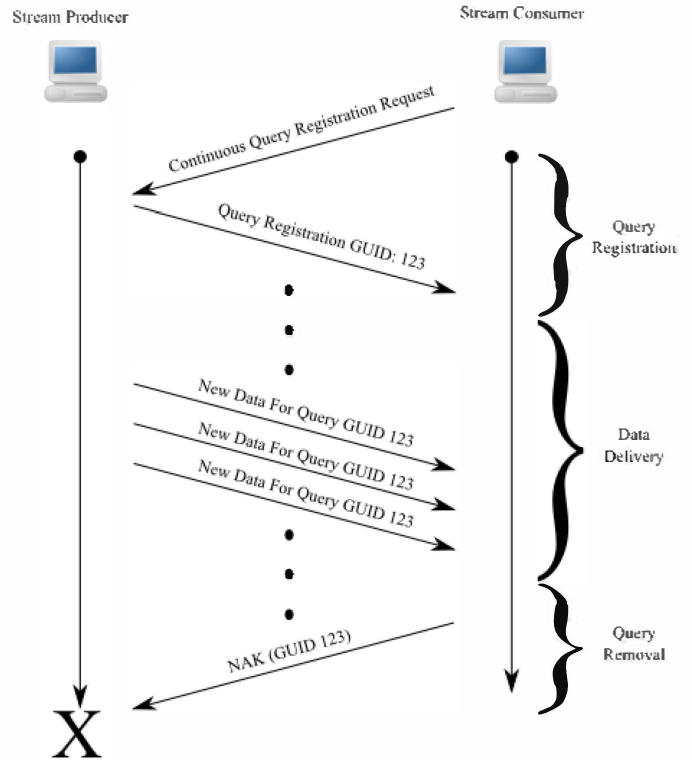 Stream Producer
Stream Consumer
Continuous Query Registration Request
Query Registration GUID: 123
Query
Registration
New Data For Query GUID 123
New Data For Query GUID 123
New Data For Query GUID 123
Data
Delivery
NAK (GUID 123)
Query
Removal
X